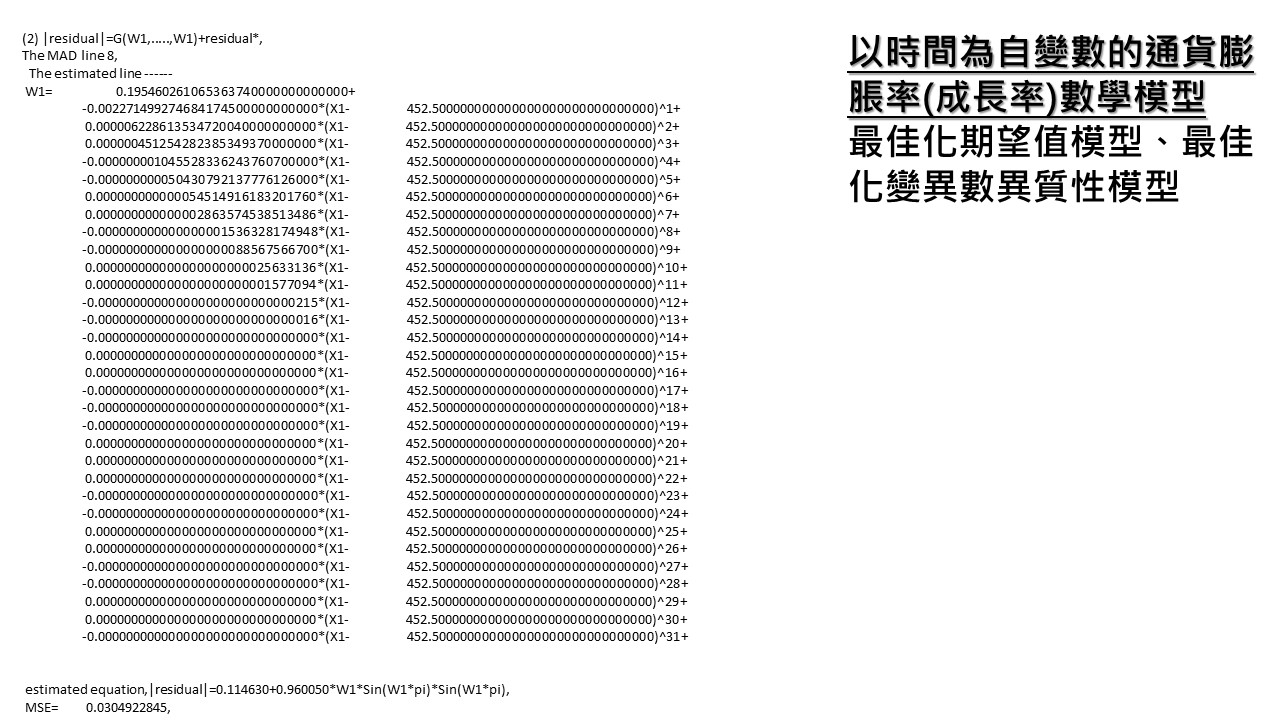 (2) |residual|=G(W1,.....,W1)+residual*,
The MAD line 8,
The estimated line ------
W1= 0.195460261065363740000000000000+
-0.002271499274684174500000000000*(X1- 452.500000000000000000000000000000)^1+
0.000006228613534720040000000000*(X1- 452.500000000000000000000000000000)^2+
0.000000451254282385349370000000*(X1- 452.500000000000000000000000000000)^3+
-0.000000001045528336243760700000*(X1- 452.500000000000000000000000000000)^4+
-0.000000000050430792137776126000*(X1- 452.500000000000000000000000000000)^5+
0.000000000000054514916183201760*(X1- 452.500000000000000000000000000000)^6+
0.000000000000002863574538513486*(X1- 452.500000000000000000000000000000)^7+
-0.000000000000000001536328174948*(X1- 452.500000000000000000000000000000)^8+
-0.000000000000000000088567566700*(X1- 452.500000000000000000000000000000)^9+
0.000000000000000000000025633136*(X1- 452.500000000000000000000000000000)^10+
0.000000000000000000000001577094*(X1- 452.500000000000000000000000000000)^11+
-0.000000000000000000000000000215*(X1- 452.500000000000000000000000000000)^12+
-0.000000000000000000000000000016*(X1- 452.500000000000000000000000000000)^13+
-0.000000000000000000000000000000*(X1- 452.500000000000000000000000000000)^14+
0.000000000000000000000000000000*(X1- 452.500000000000000000000000000000)^15+
0.000000000000000000000000000000*(X1- 452.500000000000000000000000000000)^16+
-0.000000000000000000000000000000*(X1- 452.500000000000000000000000000000)^17+
-0.000000000000000000000000000000*(X1- 452.500000000000000000000000000000)^18+
-0.000000000000000000000000000000*(X1- 452.500000000000000000000000000000)^19+
0.000000000000000000000000000000*(X1- 452.500000000000000000000000000000)^20+
0.000000000000000000000000000000*(X1- 452.500000000000000000000000000000)^21+
0.000000000000000000000000000000*(X1- 452.500000000000000000000000000000)^22+
-0.000000000000000000000000000000*(X1- 452.500000000000000000000000000000)^23+
-0.000000000000000000000000000000*(X1- 452.500000000000000000000000000000)^24+
0.000000000000000000000000000000*(X1- 452.500000000000000000000000000000)^25+
0.000000000000000000000000000000*(X1- 452.500000000000000000000000000000)^26+
-0.000000000000000000000000000000*(X1- 452.500000000000000000000000000000)^27+
-0.000000000000000000000000000000*(X1- 452.500000000000000000000000000000)^28+
0.000000000000000000000000000000*(X1- 452.500000000000000000000000000000)^29+
0.000000000000000000000000000000*(X1- 452.500000000000000000000000000000)^30+
-0.000000000000000000000000000000*(X1- 452.500000000000000000000000000000)^31+
estimated equation,|residual|=0.114630+0.960050*W1*Sin(W1*pi)*Sin(W1*pi),
MSE= 0.0304922845,
以時間為自變數的通貨膨
脹率(成長率)數學模型
最佳化期望值模型、最佳
化變異數異質性模型